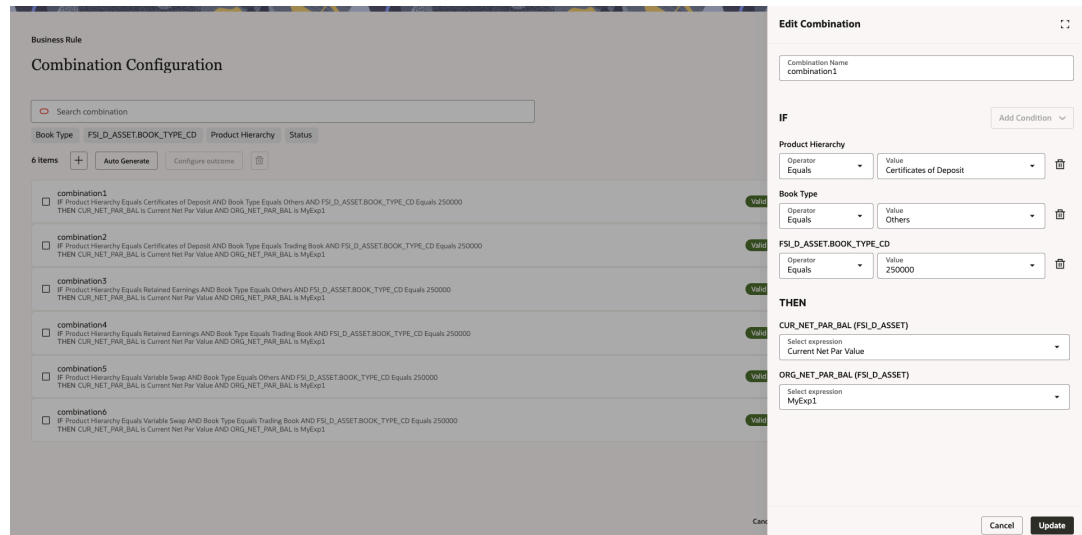 Business Rule
Combination Configuration
Search combination
Book Type FSI_D_ASSET.BOOK_TYPE_CD Product Hierarchy Status
6 items + Auto Generate Configure outcome
combination1
IF Product Hierarchy Equals Certificates of Deposit AND Book Type Equals Others AND FSI_D_ASSET.BOOK_TYPE_CD Equals 250000
THEN CUR_NET_PAR_BAL is Current Net Par Value AND ORG_NET_PAR_BAL is MyExp1
Valid
combination2
IF Product Hierarchy Equals Certificates of Deposit AND Book Type Equals Trading Book AND FSI_D_ASSET.BOOK_TYPE_CD Equals 250000
THEN CUR_NET_PAR_BAL is Current Net Par Value AND ORG_NET_PAR_BAL is MyExp1
Valid
combination3
IF Product Hierarchy Equals Retained Earnings AND Book Type Equals Others AND FSI_D_ASSET.BOOK_TYPE_CD Equals 250000
THEN CUR_NET_PAR_BAL is Current Net Par Value AND ORG_NET_PAR_BAL is MyExp1
Valid
combination4
IF Product Hierarchy Equals Retained Earnings AND Book Type Equals Trading Book AND FSI_D_ASSET.BOOK_TYPE_CD Equals 250000
THEN CUR_NET_PAR_BAL is Current Net Par Value AND ORG_NET_PAR_BAL is MyExp1
Valid
combination5
IF Product Hierarchy Equals Variable Swap AND Book Type Equals Others AND FSI_D_ASSET.BOOK_TYPE_CD Equals 250000
THEN CUR_NET_PAR_BAL is Current Net Par Value AND ORG_NET_PAR_BAL is MyExp1
Valid
combination6
IF Product Hierarchy Equals Variable Swap AND Book Type Equals Trading Book AND FSI_D_ASSET.BOOK_TYPE_CD Equals 250000
THEN CUR_NET_PAR_BAL is Current Net Par Value AND ORG_NET_PAR_BAL is MyExp1
Valid
Canc
Edit Combination
Combination Name
combination1
IF Add Condition
Product Hierarchy
Operator Value
Equals Certificates of Deposit
Book Type
Operator Value
Equals Others
FSI_D_ASSET.BOOK_TYPE_CD
Operator Value
Equals 250000
THEN
CUR_NET_PAR_BAL (FSI_D_ASSET)
Select expression
Current Net Par Value
ORG_NET_PAR_BAL (FSI_D_ASSET)
Select expression
MyExp1
Cancel Update